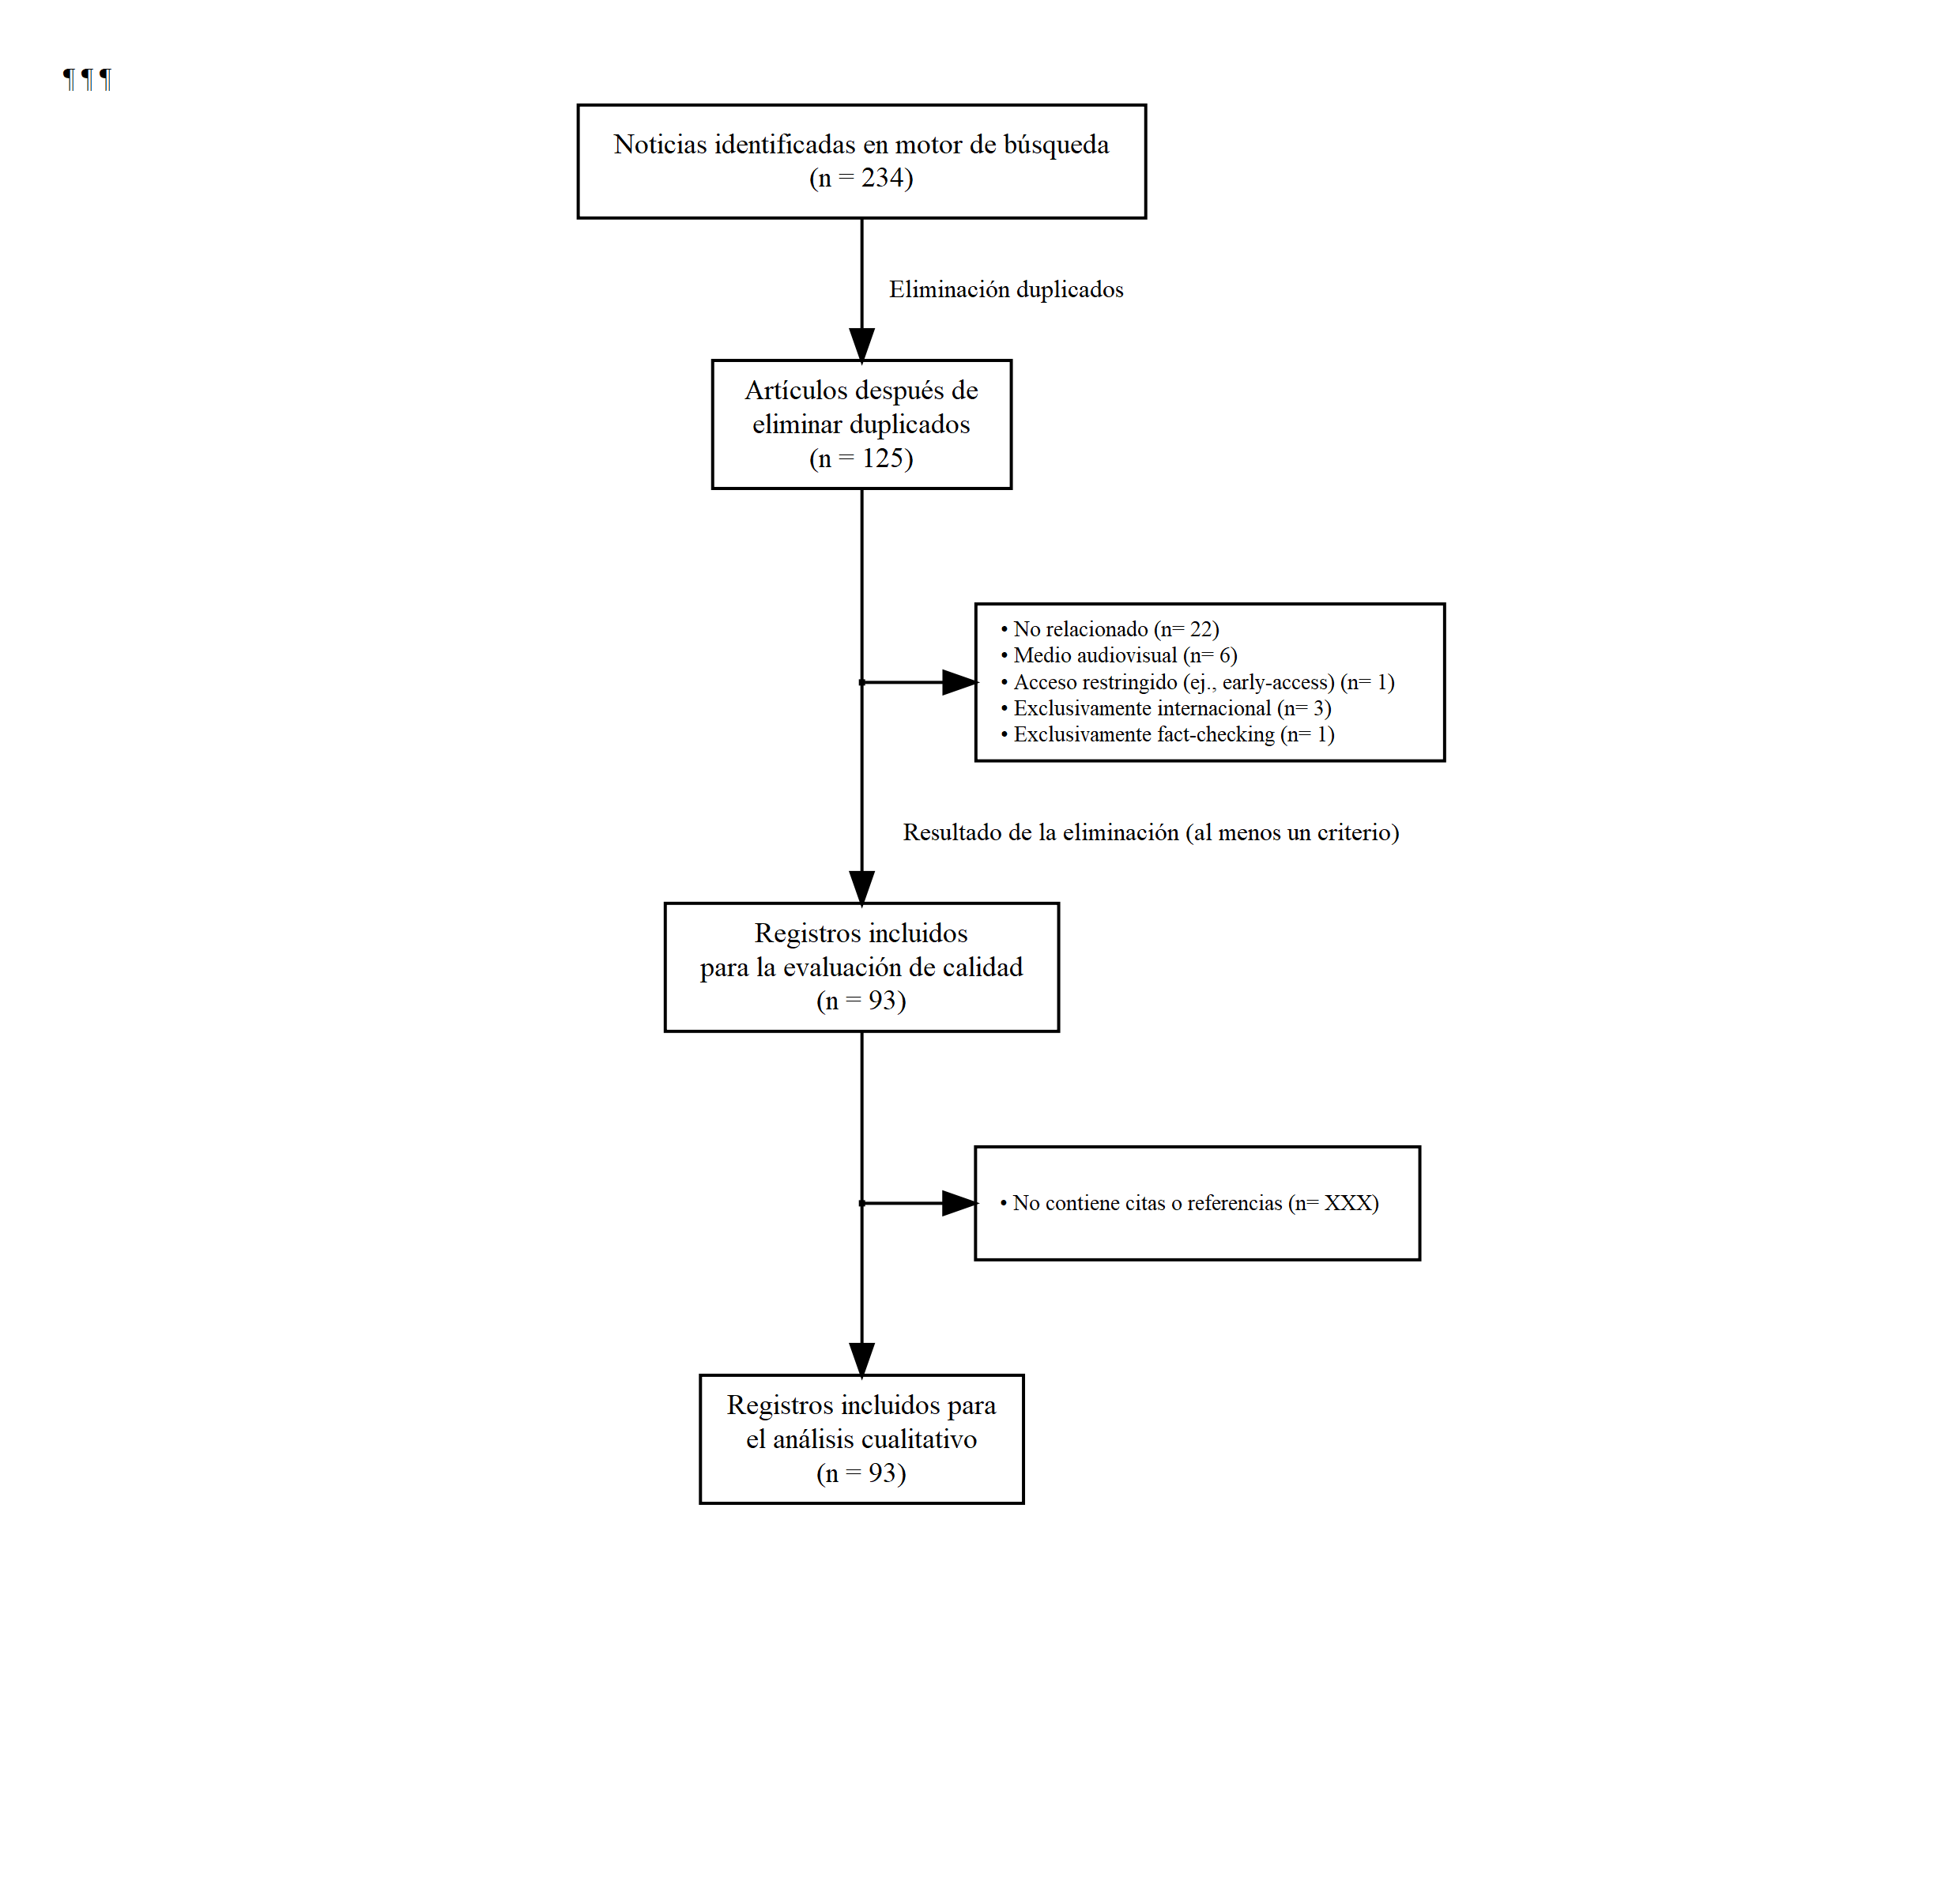 ¶ ¶ ¶
Noticias identificadas en motor de búsqueda
(n = 234)
Eliminación duplicados
Artículos después de
eliminar duplicados
(n = 125)
• No relacionado (n= 22)
• Medio audiovisual (n= 6)
• Acceso restringido (ej., early-access) (n= 1)
• Exclusivamente internacional (n= 3)
• Exclusivamente fact-checking (n= 1)
Resultado de la eliminación (al menos un criterio)
Registros incluidos
para la evaluación de calidad
(n = 93)
• No contiene citas o referencias (n= XXX)
Registros incluidos para
el análisis cualitativo
(n = 93)